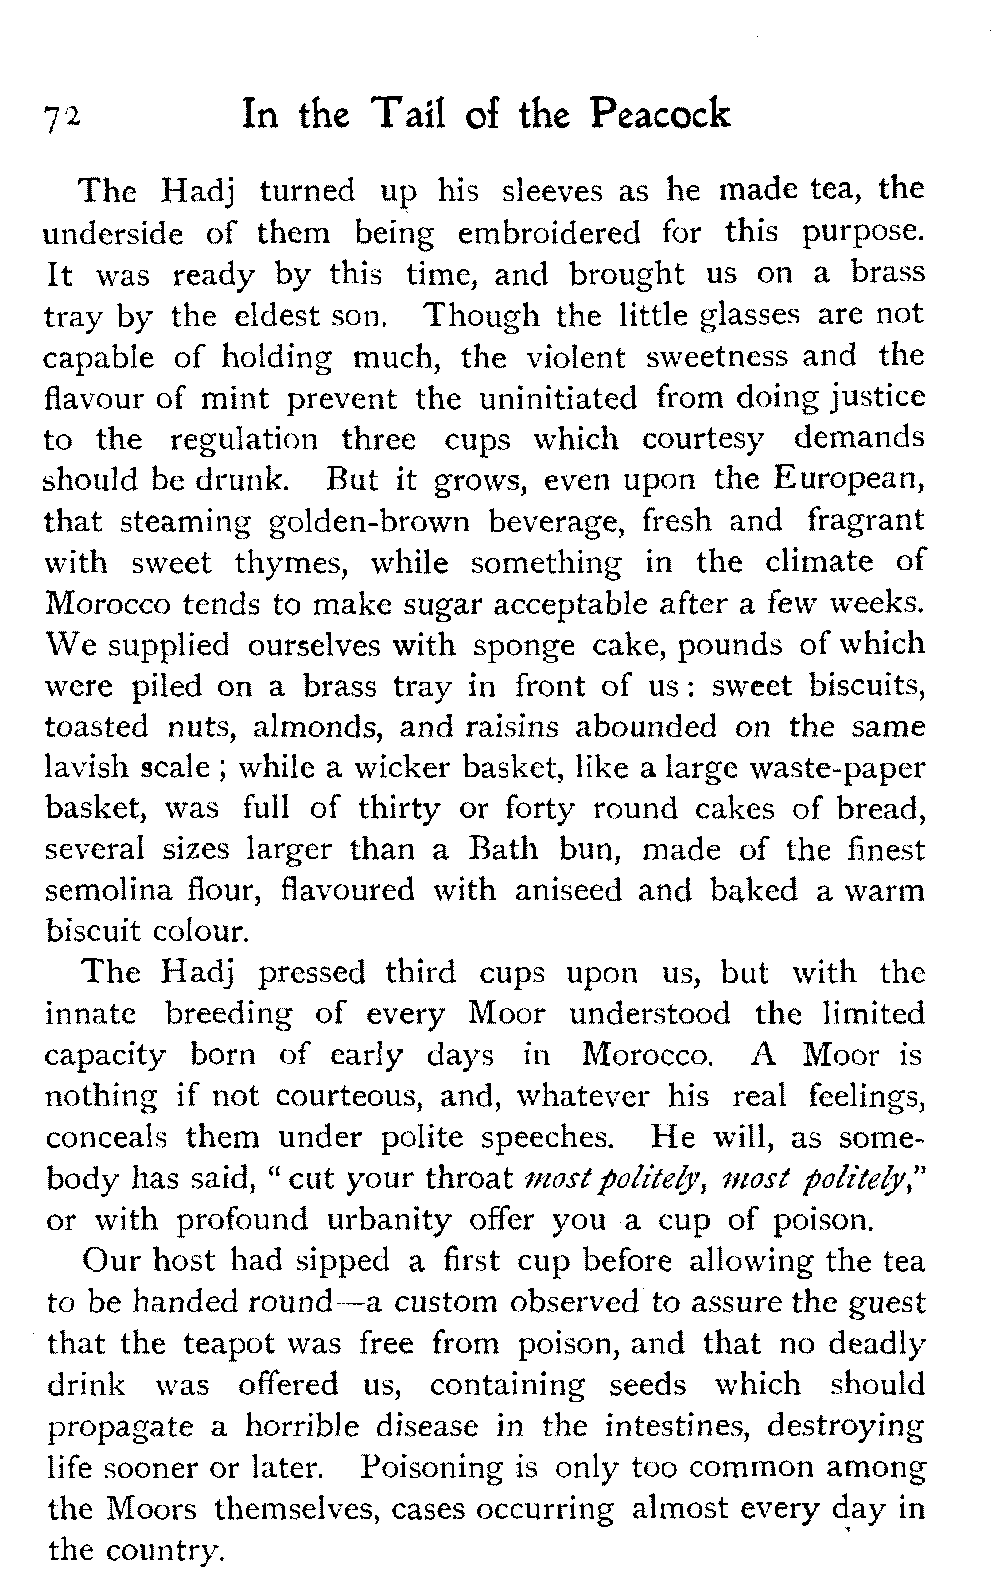 72 In the Tail of the Peacock
The Hadj turned up his sleeves as he made tea, the
underside of them being embroidered for this purpose.
It was ready by this time, and brought us on a brass
tray by the eldest son. Though the little glasses are not
capable of holding much, the violent sweetness and the
flavour of mint prevent the uninitiated from doing justice
to the regulation three cups which courtesy demands
should be drunk. But it grows, even upon the European,
that steaming golden-brown beverage, fresh and fragrant
with sweet thymes, while something in the climate of
Morocco tends to make sugar acceptable after a few weeks.
We supplied ourselves with sponge cake, pounds of which
were piled on a brass tray in front of us : sweet biscuits,
toasted nuts, almonds, and raisins abounded on the same
lavish scale ; while a wicker basket, like a large waste-paper
basket, was full of thirty or forty round cakes of bread,
several sizes larger than a Bath bun, made of the finest
semolina flour, flavoured with aniseed and baked a warm
biscuit colour.
The Hadj pressed third cups upon us, but with the
innate breeding of every Moor understood the limited
capacity born of early days in Morocco. A Moor is
nothing if not courteous, and, whatever his real feelings,
conceals them under polite speeches. He will, as some-
body has said, "cut your throat most politely, most politely,"
or with profound urbanity offer you a cup of poison.
Our host had sipped a first cup before allowing the tea
to be handed round—a custom observed to assure the guest
that the teapot was free from poison, and that no deadly
drink was offered us, containing seeds which should
propagate a horrible disease in the intestines, destroying
life sooner or later. Poisoning is only too common among
the Moors themselves, cases occurring almost every day in
the country.